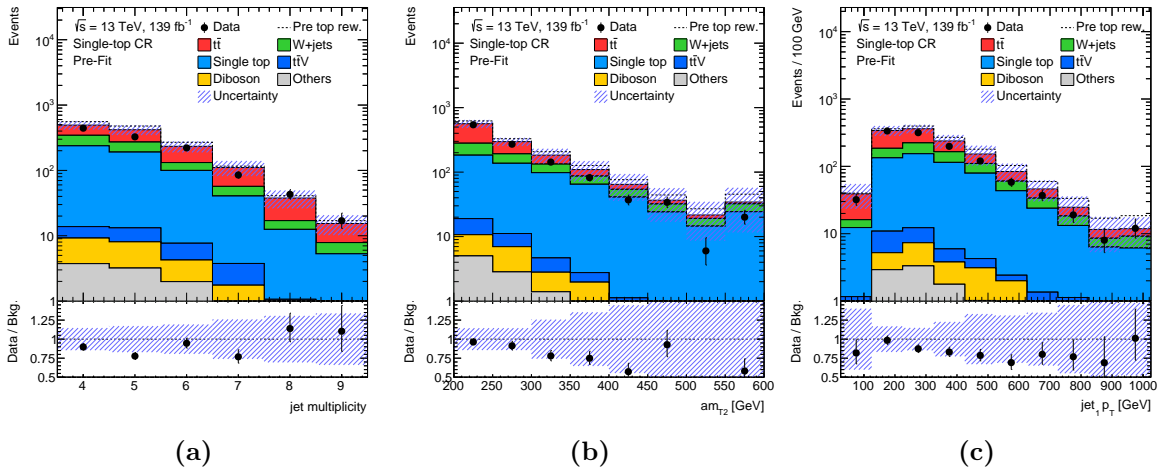 Events
10⁴
10³
10²
10
1
√s = 13 TeV, 139 fb⁻¹
Single-top CR
Pre-Fit
Data
Pre top rew.
tt̄
W+jets
Single top
tt̄V
Diboson
Others
Uncertainty
Data / Bkg.
1.25
1
0.75
0.5
4 5 6 7 8 9
jet multiplicity
(a)
Events
10⁴
10³
10²
10
1
√s = 13 TeV, 139 fb⁻¹
Single-top CR
Pre-Fit
Data
Pre top rew.
tt̄
W+jets
Single top
tt̄V
Diboson
Others
Uncertainty
Data / Bkg.
1.25
1
0.75
0.5
200 250 300 350 400 450 500 550 600
am_T2 [GeV]
(b)
Events / 100 GeV
10⁴
10³
10²
10
1
√s = 13 TeV, 139 fb⁻¹
Single-top CR
Pre-Fit
Data
Pre top rew.
tt̄
W+jets
Single top
tt̄V
Diboson
Others
Uncertainty
Data / Bkg.
1.25
1
0.75
0.5
100 200 300 400 500 600 700 800 900 1000
jet₁ p_T [GeV]
(c)